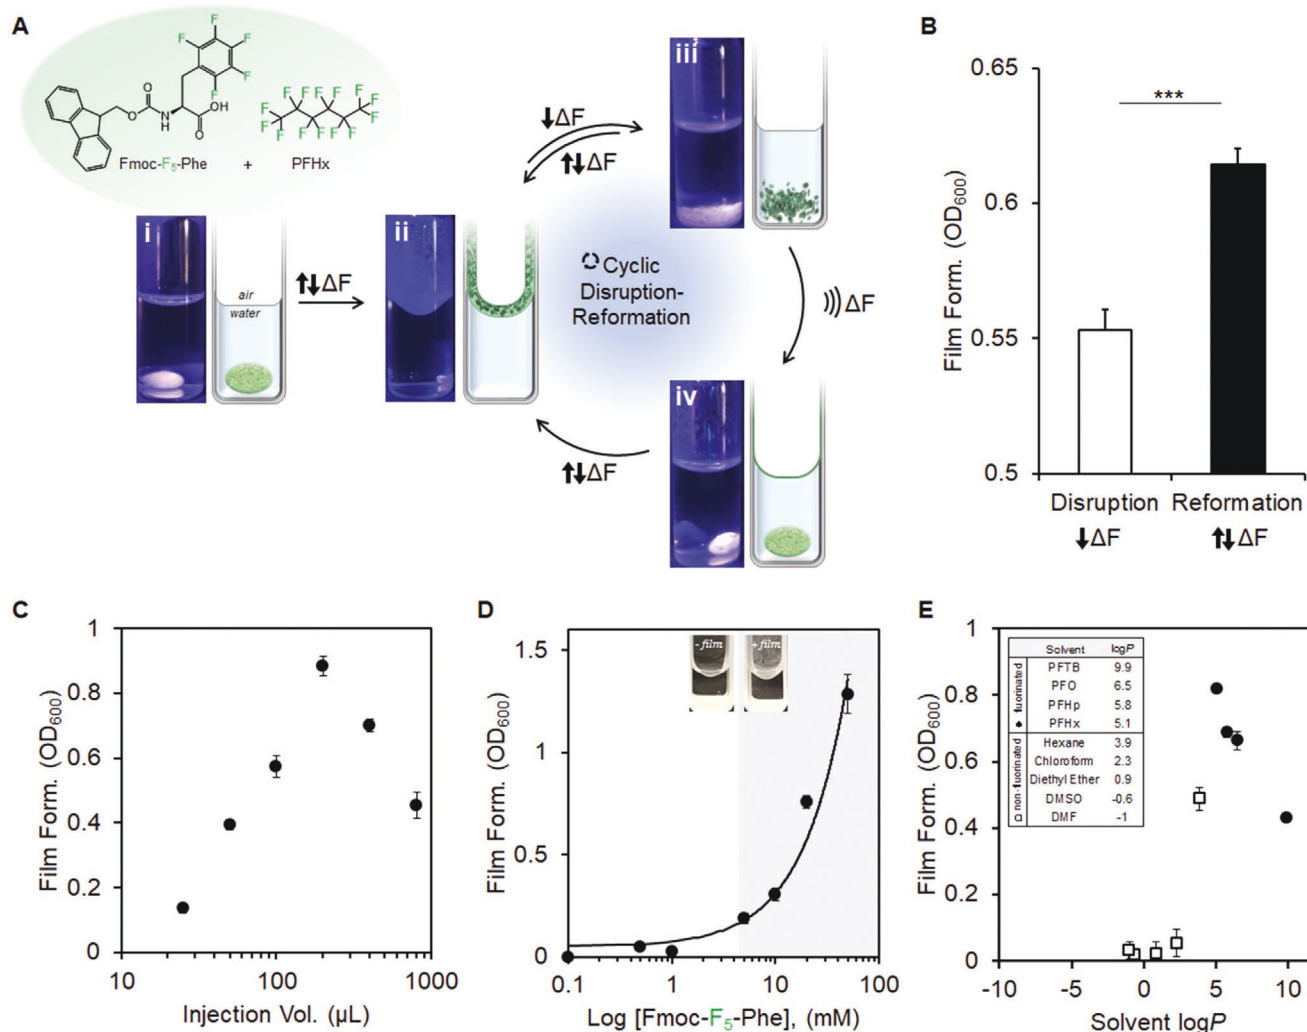 A
F
F
F
F
F
O
O
N
H
OH
O
F F F F
F F
F F
F F F F
F F
Fmoc-F5-Phe + PFHx
i
air
water
⬆⬇ΔF
ii
⬇ΔF
⬆⬇ΔF
iii
Cyclic
Disruption-
Reformation
ΔF
iv
⬆⬇ΔF
B
Film Form. (OD600)
0.65
0.6
0.55
0.5
***
Disruption
⬇ΔF
Reformation
⬆⬇ΔF
C
Film Form. (OD600)
1
0.8
0.6
0.4
0.2
0
10 100 1000
Injection Vol. (µL)
D
Film Form. (OD600)
1.5
1
0.5
0
- film
+ film
0.1 1 10 100
Log [Fmoc-F5-Phe], (mM)
E
Film Form. (OD600)
1
0.8
0.6
0.4
0.2
0
Solvent logP
fluorinated
PFTB 9.9
PFO 6.5
PFHp 5.8
PFHx 5.1
non-fluorinated
Hexane 3.9
Chloroform 2.3
Diethyl Ether 0.9
DMSO -0.6
DMF -1
-10 -5 0 5 10
Solvent logP